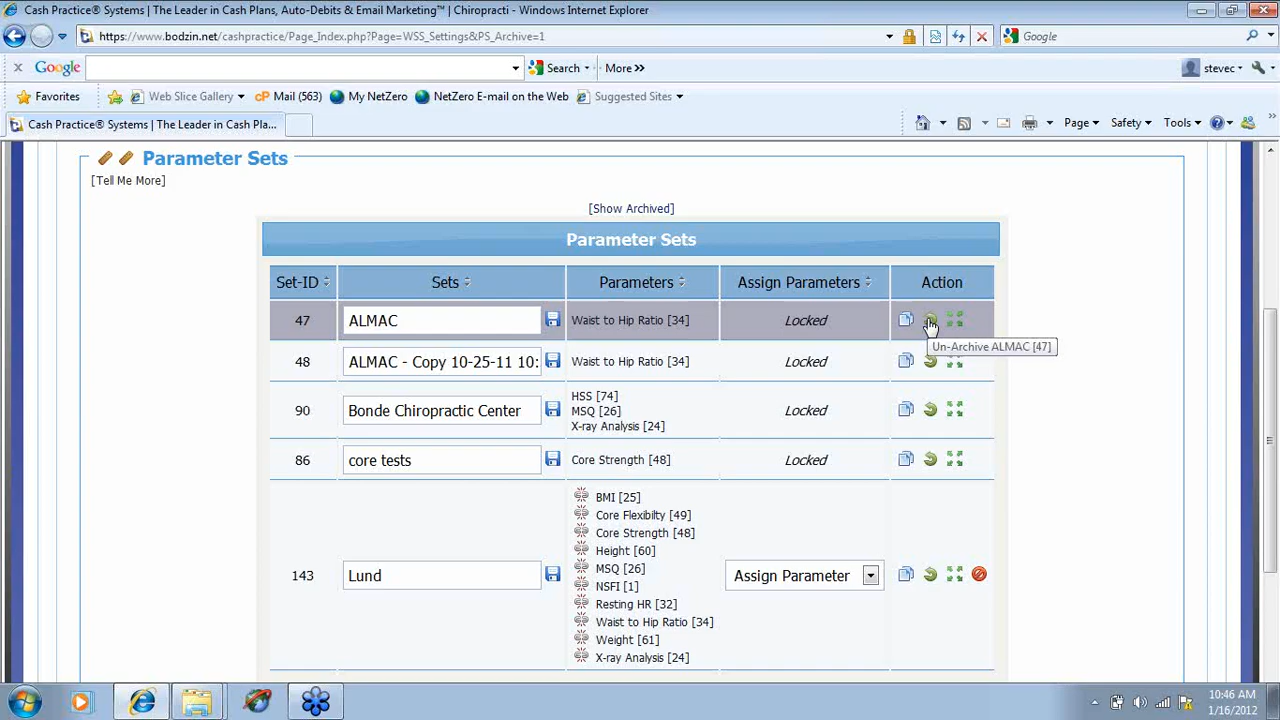 Cash Practice® Systems | The Leader in Cash Plans, Auto-Debits & Email Marketing™ | Chiropracti - Windows Internet Explorer
https://www.bodzin.net/cashpractice/Page_Index.php?Page=WSS_Settings&PS_Archive=1
Google
Google Search More »
stevec
Favorites Web Slice Gallery Mail (563) My NetZero NetZero E-mail on the Web Suggested Sites
Cash Practice® Systems | The Leader in Cash Pla...
Page Safety Tools
Parameter Sets
[Tell Me More]
[Show Archived]
Parameter Sets
Set-ID Sets Parameters Assign Parameters Action
47 ALMAC Waist to Hip Ratio [34] Locked
Un-Archive ALMAC [47]
48 ALMAC - Copy 10-25-11 10: Waist to Hip Ratio [34] Locked
HSS [74]
90 Bonde Chiropractic Center MSQ [26] Locked
X-ray Analysis [24]
86 core tests Core Strength [48] Locked
BMI [25]
Core Flexibilty [49]
Core Strength [48]
Height [60]
MSQ [26]
143 Lund Assign Parameter
NSFI [1]
Resting HR [32]
Waist to Hip Ratio [34]
Weight [61]
X-ray Analysis [24]
10:46 AM
1/16/2012